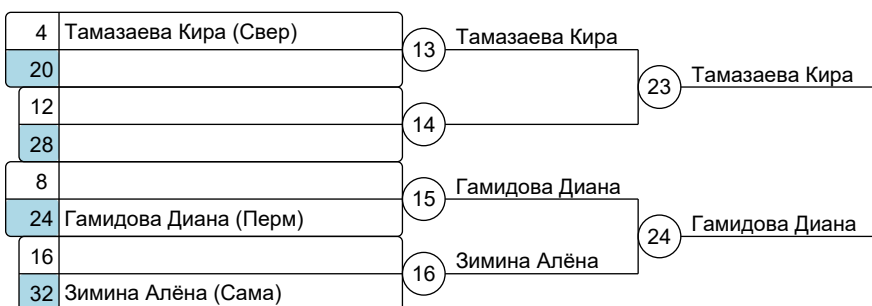 4 Тамазаева Кира (Свер)
13 Тамазаева Кира
20
23 Тамазаева Кира
12
14
28
8
15 Гамидова Диана
24 Гамидова Диана (Перм)
24 Гамидова Диана
16
16 Зимина Алёна
32 Зимина Алёна (Сама)